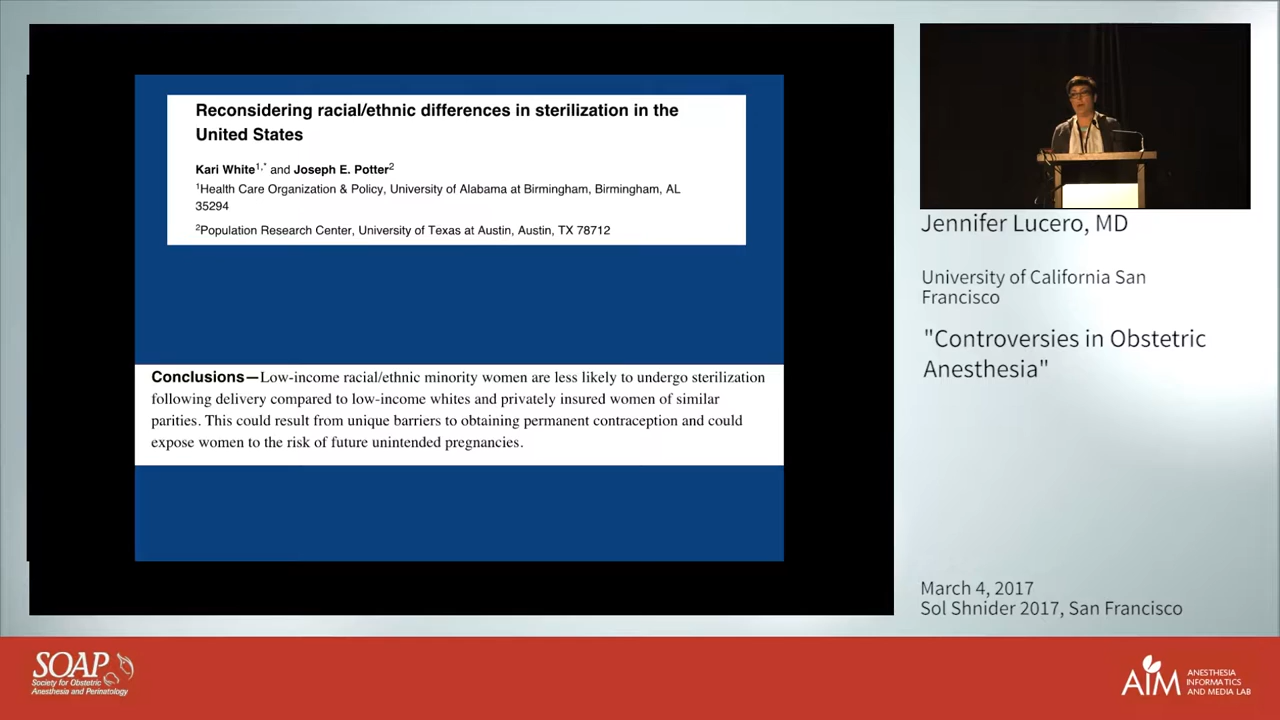 Reconsidering racial/ethnic differences in sterilization in the
United States
Kari White1,* and Joseph E. Potter2
1Health Care Organization & Policy, University of Alabama at Birmingham, Birmingham, AL
35294
2Population Research Center, University of Texas at Austin, Austin, TX 78712
Conclusions—Low-income racial/ethnic minority women are less likely to undergo sterilization
following delivery compared to low-income whites and privately insured women of similar
parities. This could result from unique barriers to obtaining permanent contraception and could
expose women to the risk of future unintended pregnancies.
Jennifer Lucero, MD
University of California San
Francisco
"Controversies in Obstetric
Anesthesia"
March 4, 2017
Sol Shnider 2017, San Francisco
SOAP
Society for Obstetric
Anesthesia and Perinatology
AIM
ANESTHESIA
INFORMATICS
AND MEDIA LAB